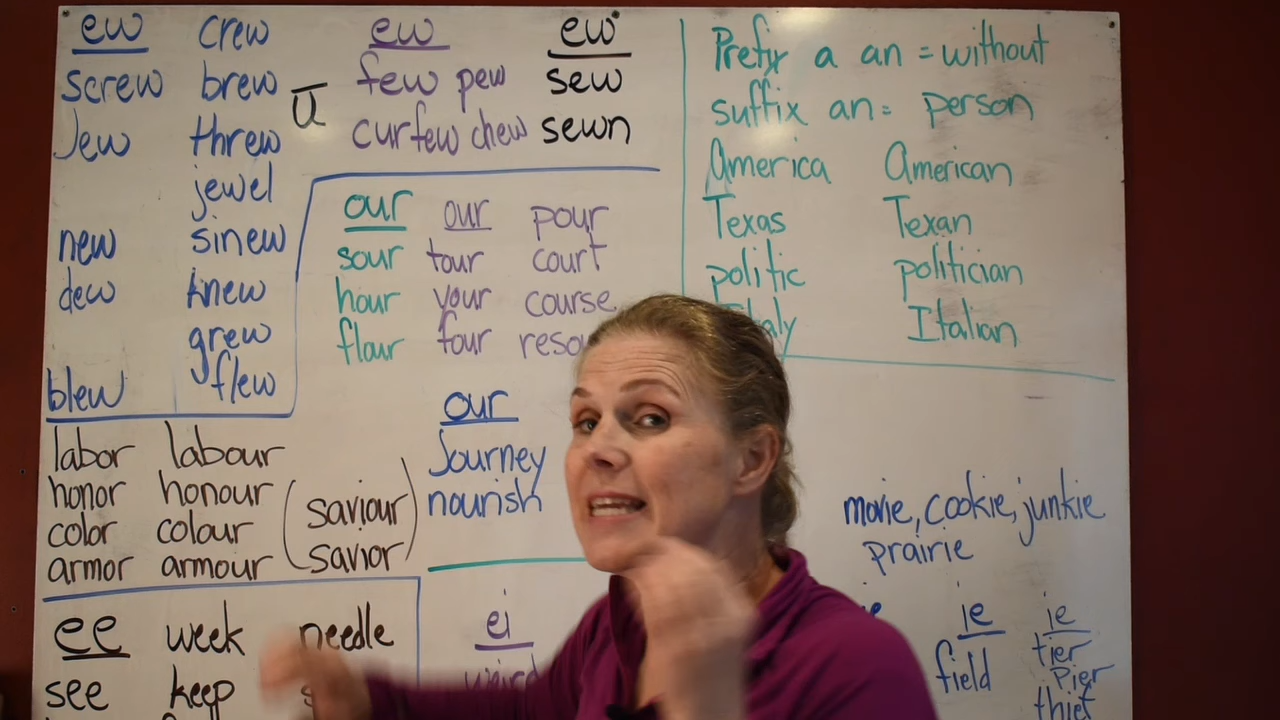 ew crew
screw brew
Jew threw
jewel
new sinew
dew knew
grew
blew flew
ū
ew
few pew
curfew chew
ew
sew
sewn
Prefix a an = without
suffix an = person
America American
Texas Texan
politic politician
Italian
our our pour
sour tour court
hour your course
flour four
our
Journey
nourish
labor labour
honor honour
color colour
armor armour
(saviour)
savior
movie, cookie, junkie
prairie
ee week needle
see keep
ei
weird
ie ie
field tier
Pier
thief